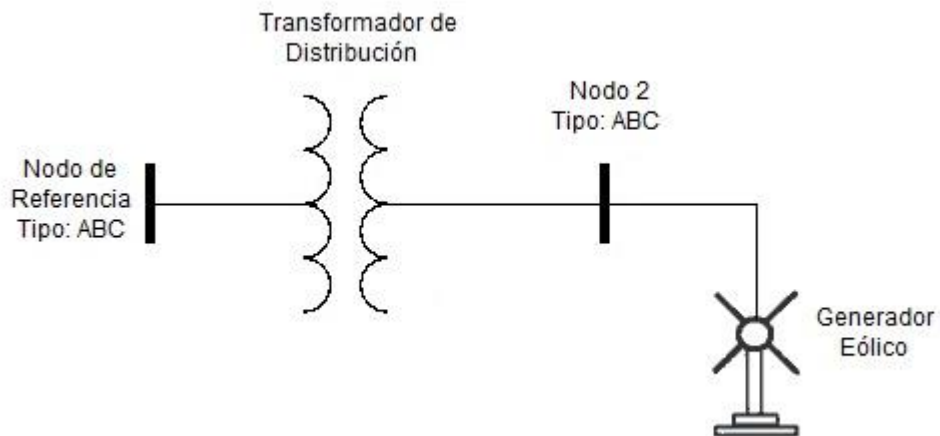 Transformador de
Distribución
Nodo 2
Tipo: ABC
Nodo de
Referencia
Tipo: ABC
Generador
Eólico